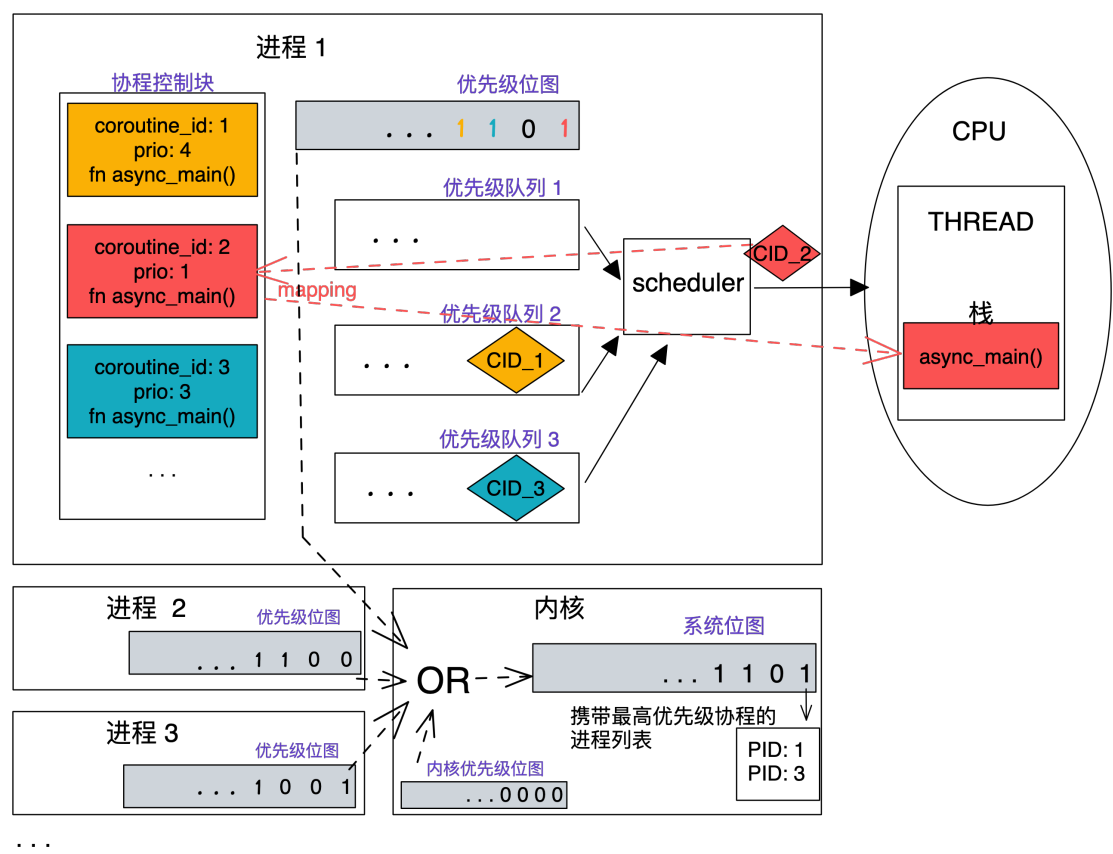 进程 1
协程控制块
coroutine_id: 1
prio: 4
fn async_main()
coroutine_id: 2
prio: 1
fn async_main()
coroutine_id: 3
prio: 3
fn async_main()
...
优先级位图
... 1 1 0 1
优先级队列 1
...
mapping
优先级队列 2
... CID_1
优先级队列 3
... CID_3
scheduler
CID_2
CPU
THREAD
栈
async_main()
进程 2
优先级位图
... 1 1 0 0
进程 3
优先级位图
... 1 0 0 1
...
内核
OR
系统位图
... 1 1 0 1
携带最高优先级协程的
进程列表
PID: 1
PID: 3
内核优先级位图
...0000